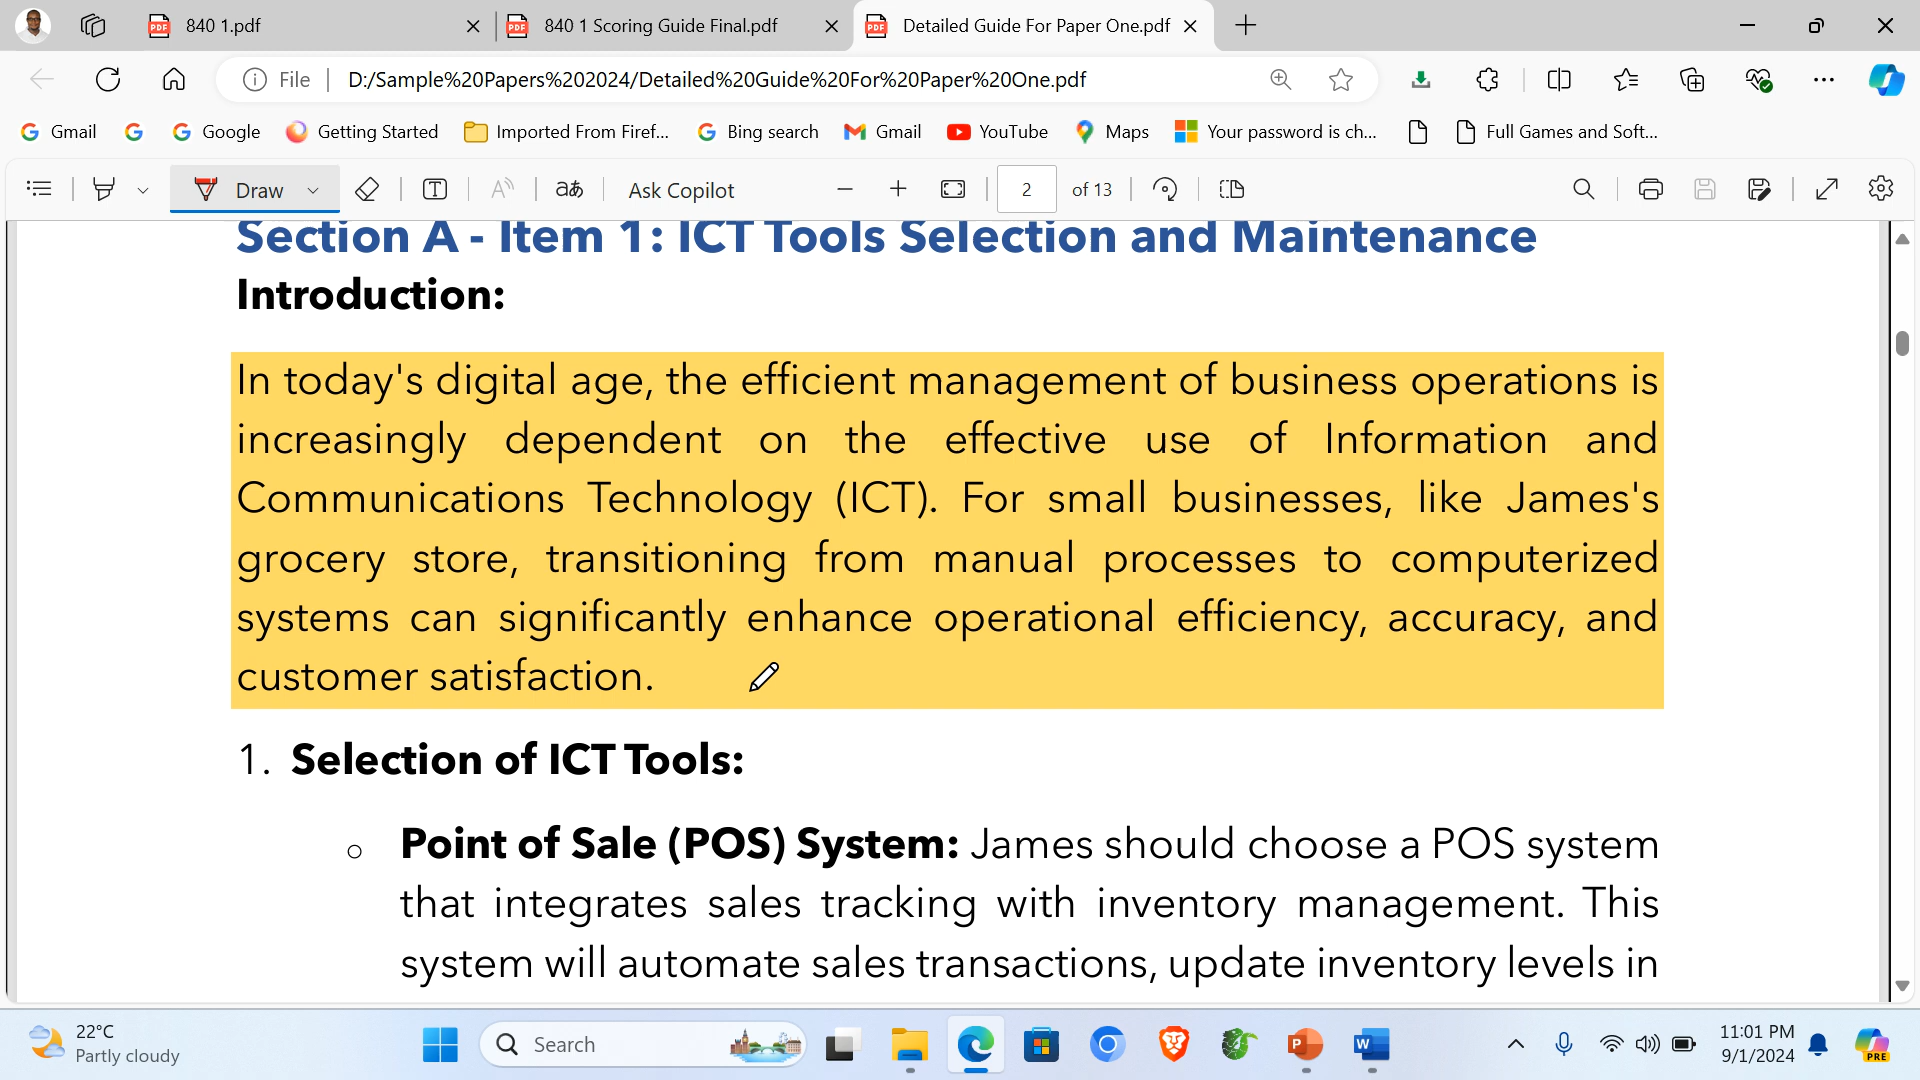 840 1.pdf
840 1 Scoring Guide Final.pdf
Detailed Guide For Paper One.pdf
File D:/Sample%20Papers%202024/Detailed%20Guide%20For%20Paper%20One.pdf
Gmail
Google
Getting Started
Imported From Firef...
Bing search
Gmail
YouTube
Maps
Your password is ch...
Full Games and Soft...
Draw
aあ
Ask Copilot
2 of 13
Section A - Item 1: ICT Tools Selection and Maintenance
Introduction:
In today's digital age, the efficient management of business operations is
increasingly dependent on the effective use of Information and
Communications Technology (ICT). For small businesses, like James's
grocery store, transitioning from manual processes to computerized
systems can significantly enhance operational efficiency, accuracy, and
customer satisfaction.
1. Selection of ICT Tools:
○ Point of Sale (POS) System: James should choose a POS system
that integrates sales tracking with inventory management. This
system will automate sales transactions, update inventory levels in
22°C
Partly cloudy
Search
11:01 PM
9/1/2024
PRE